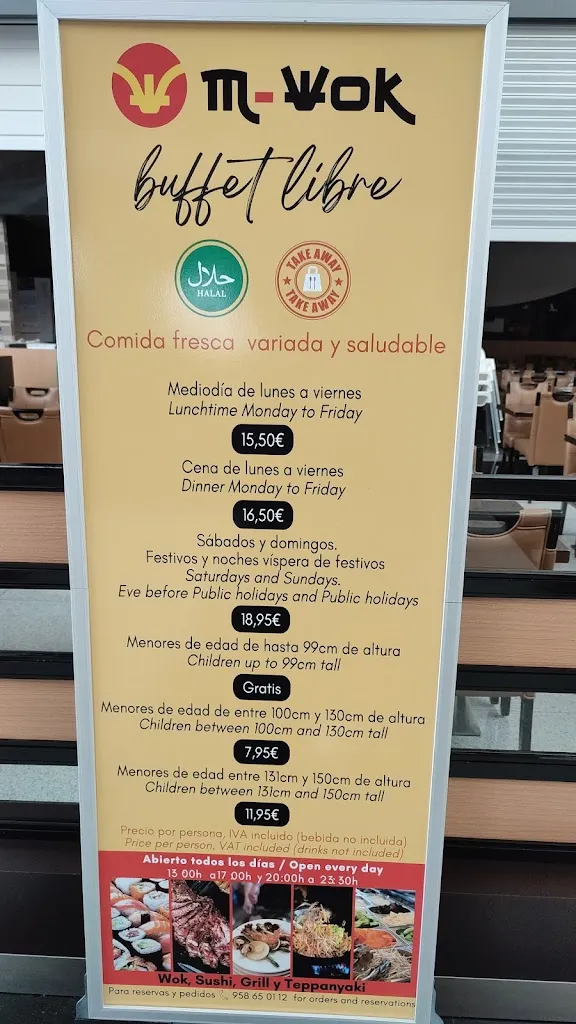 M-WOK
buffet libre
حلال
HALAL
TAKE AWAY
TAKE AWAY
Comida fresca variada y saludable
Mediodía de lunes a viernes
Lunchtime Monday to Friday
15,50€
Cena de lunes a viernes
Dinner Monday to Friday
16,50€
Sábados y domingos.
Festivos y noches víspera de festivos
Saturdays and Sundays.
Eve before Public holidays and Public holidays
18,95€
Menores de edad de hasta 99cm de altura
Children up to 99cm tall
Gratis
Menores de edad de entre 100cm y 130cm de altura
Children between 100cm and 130cm tall
7,95€
Menores de edad entre 131cm y 150cm de altura
Children between 131cm and 150cm tall
11,95€
Precio por persona, IVA incluido (bebida no incluida)
Price per person, VAT included (drinks not included)
Abierto todos los días / Open every day
13:00h a17:00h y 20:00h a 23:30h
Wok, Sushi, Grill y Teppanyaki
Para reservas y pedidos 958 65 01 12 for orders and reservations